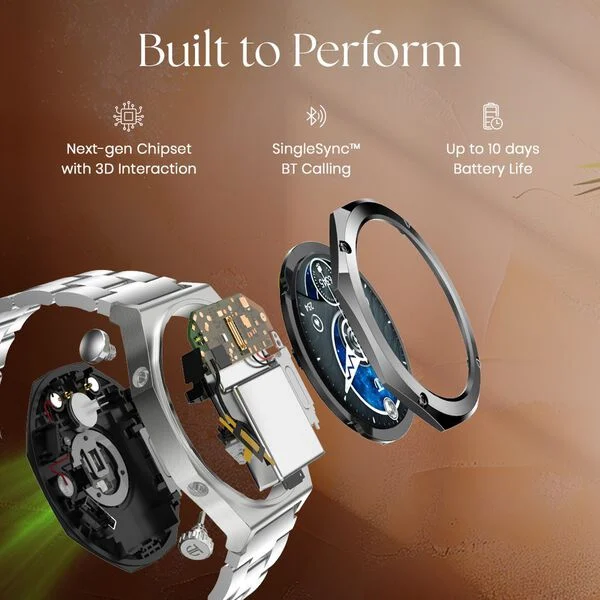 Built to Perform
Next-gen Chipset
with 3D Interaction
SingleSync™
BT Calling
Up to 10 days
Battery Life